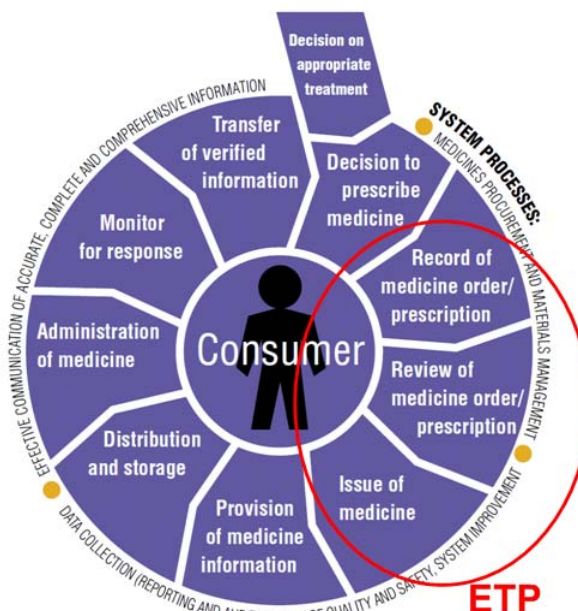 Decision on
appropriate
treatment
SYSTEM PROCESSES:
MEDICINES PROCUREMENT AND MATERIALS MANAGEMENT
Decision to
prescribe
medicine
Record of
medicine order/
prescription
Review of
medicine order/
prescription
Issue of
medicine
Provision
of medicine
information
Distribution
and storage
Administration
of medicine
Monitor
for response
Transfer
of verified
information
Consumer
EFFECTIVE COMMUNICATION OF ACCURATE, COMPLETE AND COMPREHENSIVE INFORMATION
DATA COLLECTION (REPORTING AND QUALITY AND SAFETY, SYSTEM IMPROVEMENT
ETP